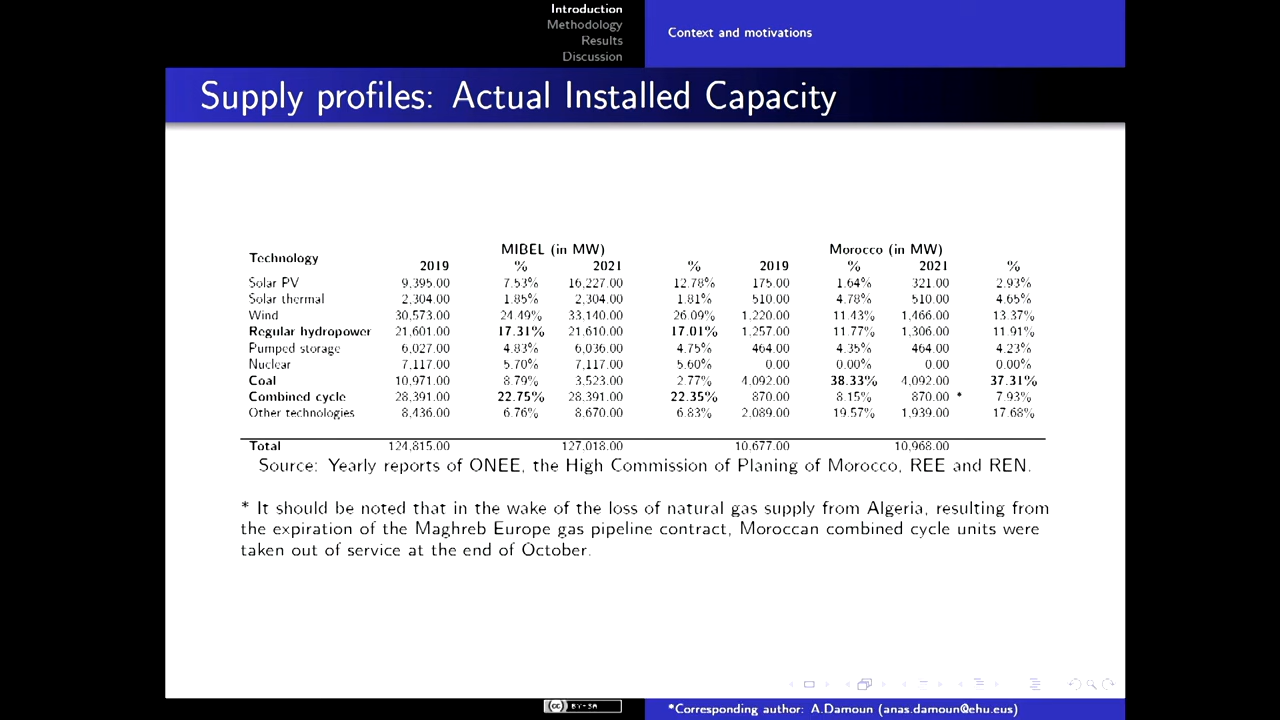 Introduction
Methodology
Results
Discussion
Context and motivations
Supply profiles: Actual Installed Capacity
Technology MIBEL (in MW) Morocco (in MW)
2019 % 2021 % 2019 % 2021 %
Solar PV 9,395.00 7.53% 16,227.00 12.78% 175.00 1.64% 321.00 2.93%
Solar thermal 2,304.00 1.85% 2,304.00 1.81% 510.00 4.78% 510.00 4.65%
Wind 30,573.00 24.49% 33,140.00 26.09% 1,220.00 11.43% 1,466.00 13.37%
Regular hydropower 21,601.00 17.31% 21,610.00 17.01% 1,257.00 11.77% 1,306.00 11.91%
Pumped storage 6,027.00 4.83% 6,036.00 4.75% 464.00 4.35% 464.00 4.23%
Nuclear 7,117.00 5.70% 7,117.00 5.60% 0.00 0.00% 0.00 0.00%
Coal 10,971.00 8.79% 3,523.00 2.77% 4,092.00 38.33% 4,092.00 37.31%
Combined cycle 28,391.00 22.75% 28,391.00 22.35% 870.00 8.15% 870.00 * 7.93%
Other technologies 8,436.00 6.76% 8,670.00 6.83% 2,089.00 19.57% 1,939.00 17.68%
Total 124,815.00 127,018.00 10,677.00 10,968.00
Source: Yearly reports of ONEE, the High Commission of Planing of Morocco, REE and REN.
* It should be noted that in the wake of the loss of natural gas supply from Algeria, resulting from
the expiration of the Maghreb Europe gas pipeline contract, Moroccan combined cycle units were
taken out of service at the end of October.
cc BY-SA
*Corresponding author: A.Damoun (anas.damoun@ehu.eus)